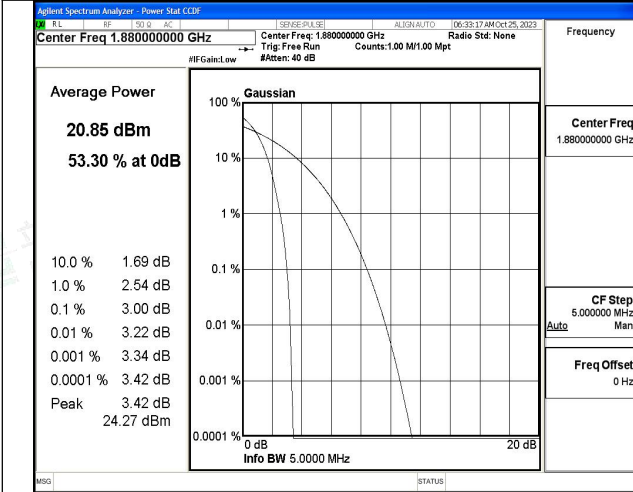 Agilent Spectrum Analyzer - Power Stat CCDF
RL RF 50 Ω AC SENSE:PULSE ALIGN AUTO 06:33:17 AM Oct 25, 2023
Center Freq 1.880000000 GHz
Center Freq: 1.880000000 GHz Radio Std: None
Trig: Free Run Counts:1.00 M/1.00 Mpt
#IFGain:Low #Atten: 40 dB
Frequency
Average Power
20.85 dBm
53.30 % at 0dB
10.0 % 1.69 dB
1.0 % 2.54 dB
0.1 % 3.00 dB
0.01 % 3.22 dB
0.001 % 3.34 dB
0.0001 % 3.42 dB
Peak 3.42 dB
24.27 dBm
Gaussian
100 %
10 %
1 %
0.1 %
0.01 %
0.001 %
0.0001 %
0 dB 20 dB
Info BW 5.0000 MHz
Center Freq
1.880000000 GHz
CF Step
5.000000 MHz
Auto Man
Freq Offset
0 Hz
MSG STATUS